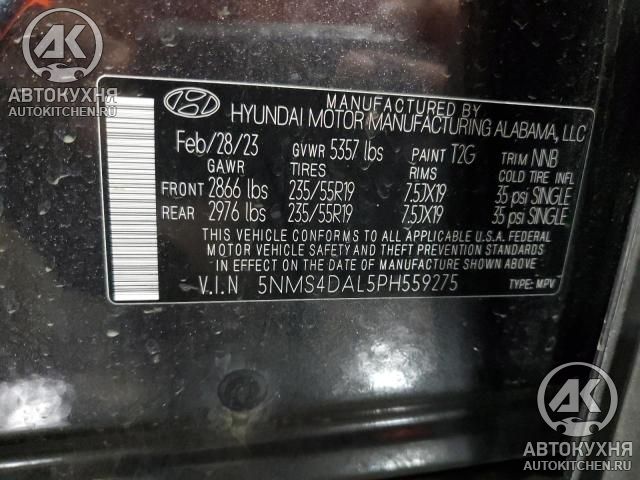 АК
АВТОКУХНЯ
AUTOKITCHEN.RU
MANUFACTURED BY
HYUNDAI MOTOR MANUFACTURING ALABAMA, LLC
Feb/28/23 GVWR 5357 lbs PAINT T2G TRIM NNB
GAWR TIRES RIMS COLD TIRE INFL
FRONT 2866 lbs 235/55R19 7.5JX19 35 psi SINGLE
REAR 2976 lbs 235/55R19 7.5JX19 35 psi SINGLE
THIS VEHICLE CONFORMS TO ALL APPLICABLE U.S.A. FEDERAL
MOTOR VEHICLE SAFETY AND THEFT PREVENTION STANDARDS
IN EFFECT ON THE DATE OF MANUFACTURE SHOWN ABOVE.
V.I.N 5NMS4DAL5PH559275 TYPE: MPV
АК
АВТОКУХНЯ
AUTOKITCHEN.RU